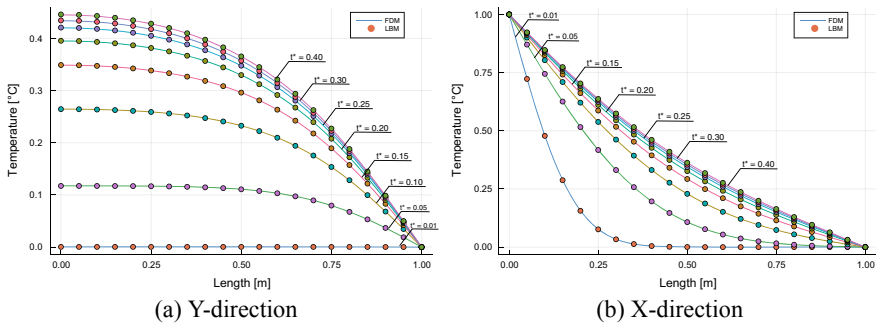 FDM
LBM
t* = 0.40
t* = 0.30
t* = 0.25
t* = 0.20
t* = 0.15
t* = 0.10
t* = 0.05
t* = 0.01
Temperature [°C]
0.4
0.3
0.2
0.1
0.0
0.00
0.25
0.50
0.75
1.00
Length [m]
(a) Y-direction
FDM
LBM
t* = 0.01
t* = 0.05
t* = 0.15
t* = 0.20
t* = 0.25
t* = 0.30
t* = 0.40
Temperature [°C]
1.00
0.75
0.50
0.25
0.00
0.00
0.25
0.50
0.75
1.00
Length [m]
(b) X-direction